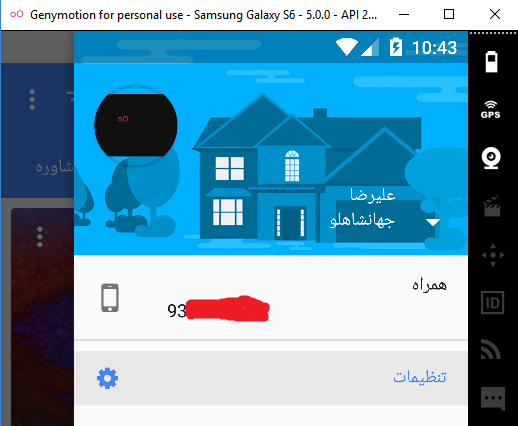 Genymotion for personal use - Samsung Galaxy S6 - 5.0.0 - API 2...
10:43
GPS
شاوره
علیرضا
جهانشاهلو
همراه
93
ID
تنظیمات